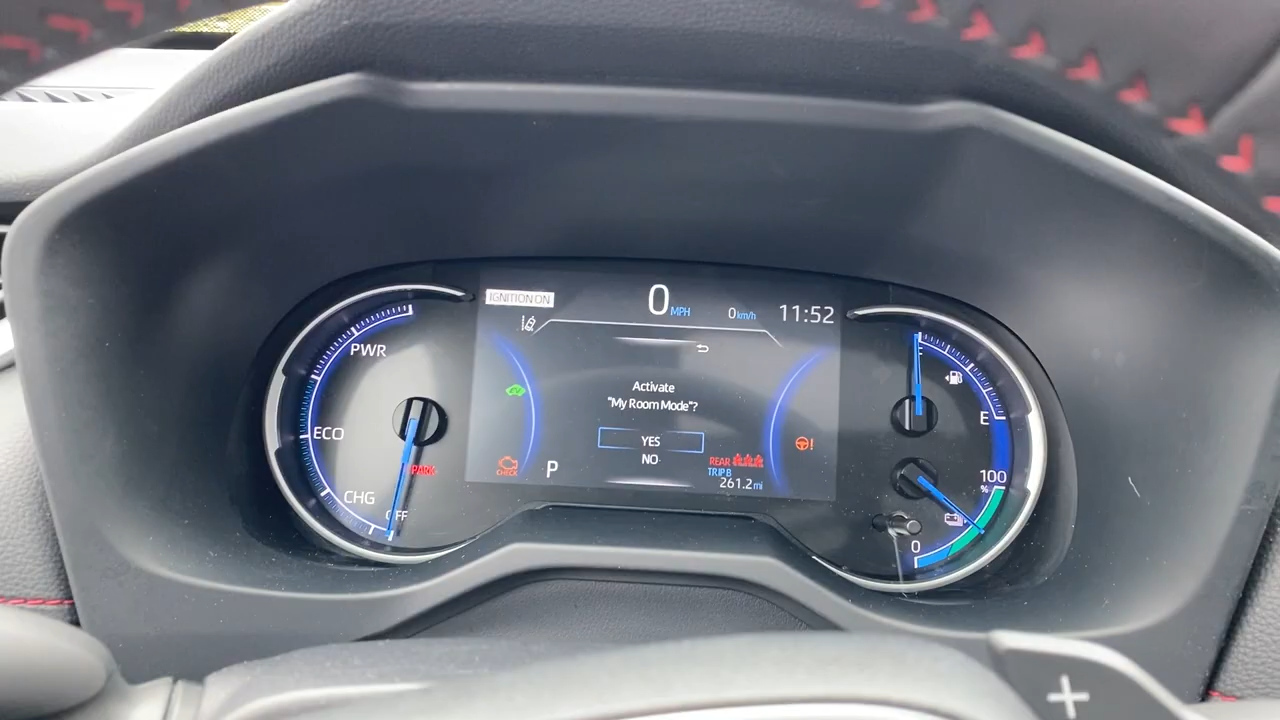 IGNITION ON
0 MPH
0 km/h
11:52
Activate
"My Room Mode"?
YES
NO
CHECK
P
REAR
TRIP B
261.2 mi
PWR
ECO
CHG
OFF
PARK
F
E
100
%
0
+